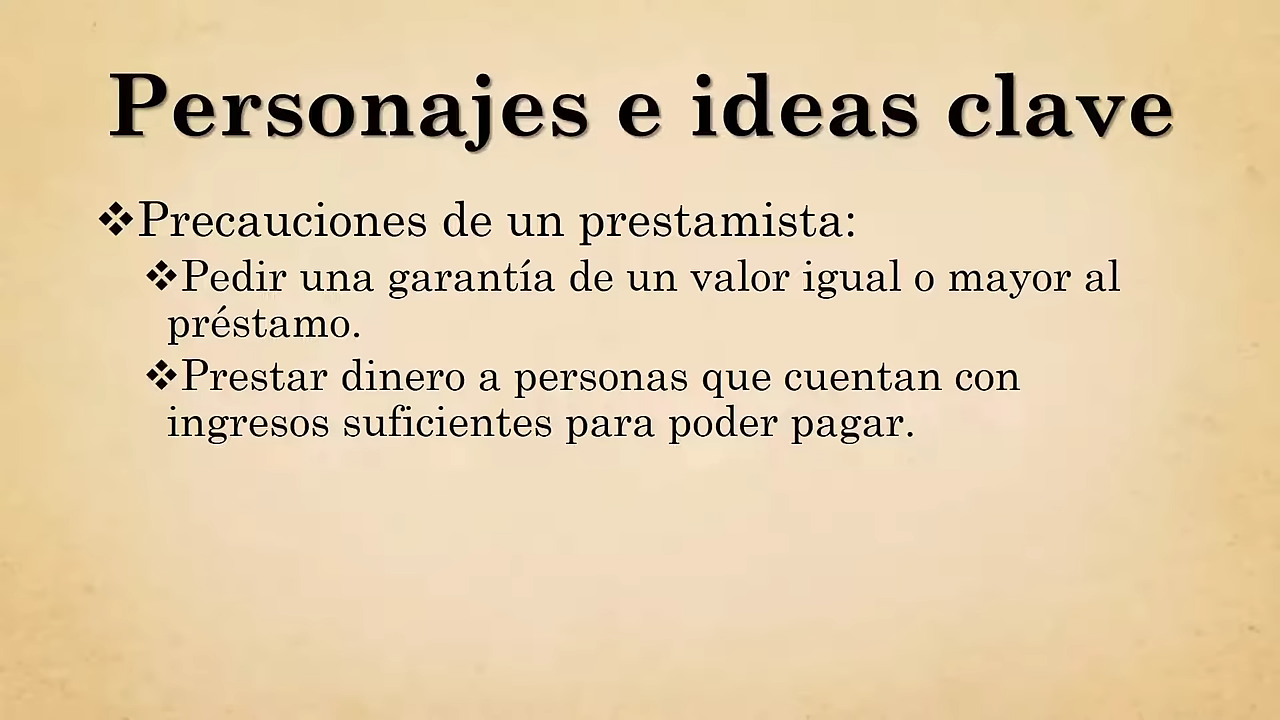 Personajes e ideas clave
❖Precauciones de un prestamista:
❖Pedir una garantía de un valor igual o mayor al
préstamo.
❖Prestar dinero a personas que cuentan con
ingresos suficientes para poder pagar.